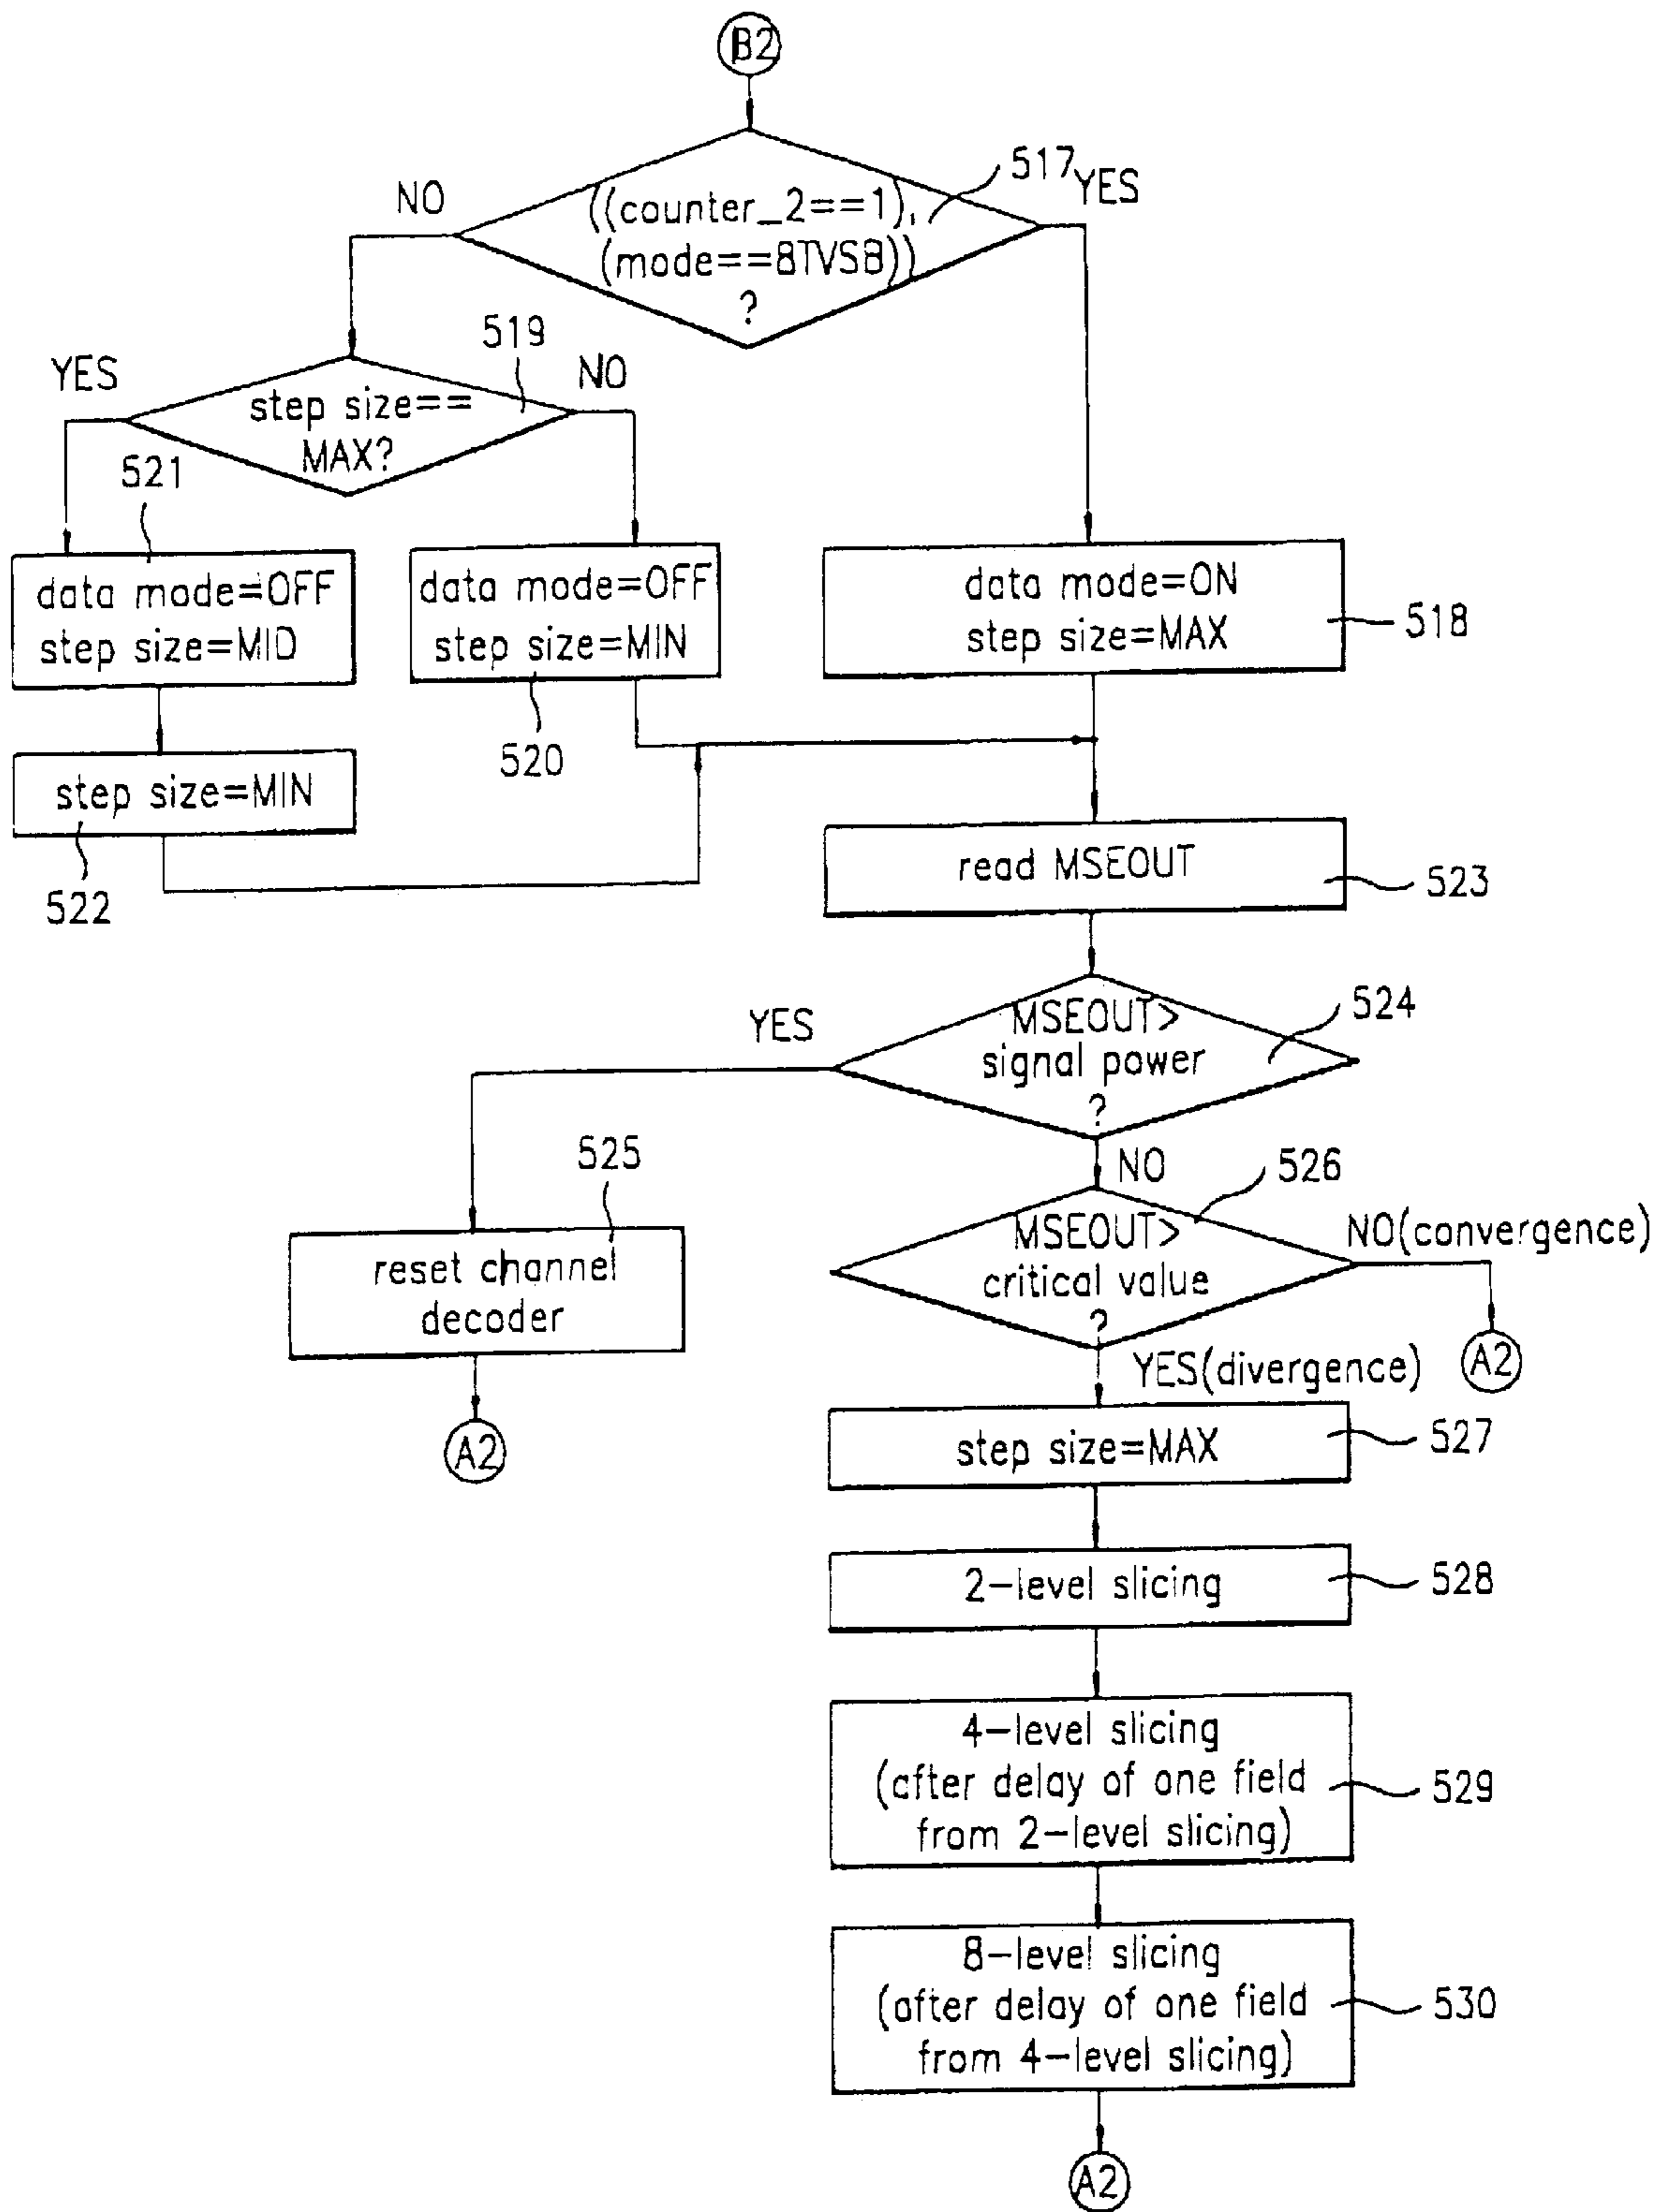 B2
517
NO
YES
((counter_2==1),
(mode==8TVSB))
?
519
YES
NO
step size==
MAX?
521
data mode=OFF
step size=MID
data mode=OFF
step size=MIN
data mode=ON
step size=MAX
518
520
step size=MIN
522
read MSEOUT
523
524
YES
MSEOUT>
signal power
?
525
NO
526
reset channel
decoder
MSEOUT>
critical value
?
NO(convergence)
A2
YES(divergence)
A2
step size=MAX
527
2-level slicing
528
4-level slicing
(after delay of one field
from 2-level slicing)
529
8-level slicing
(after delay of one field
from 4-level slicing)
530
A2